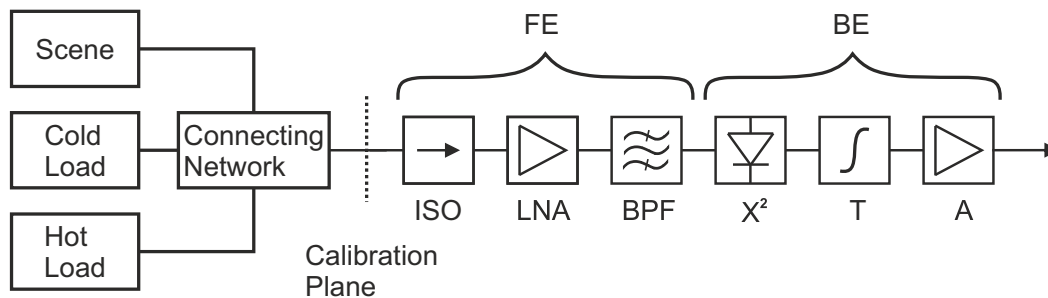 FE
BE
Scene
Cold
Load
Connecting
Network
Hot
Load
Calibration
Plane
ISO
LNA
BPF
X²
T
A